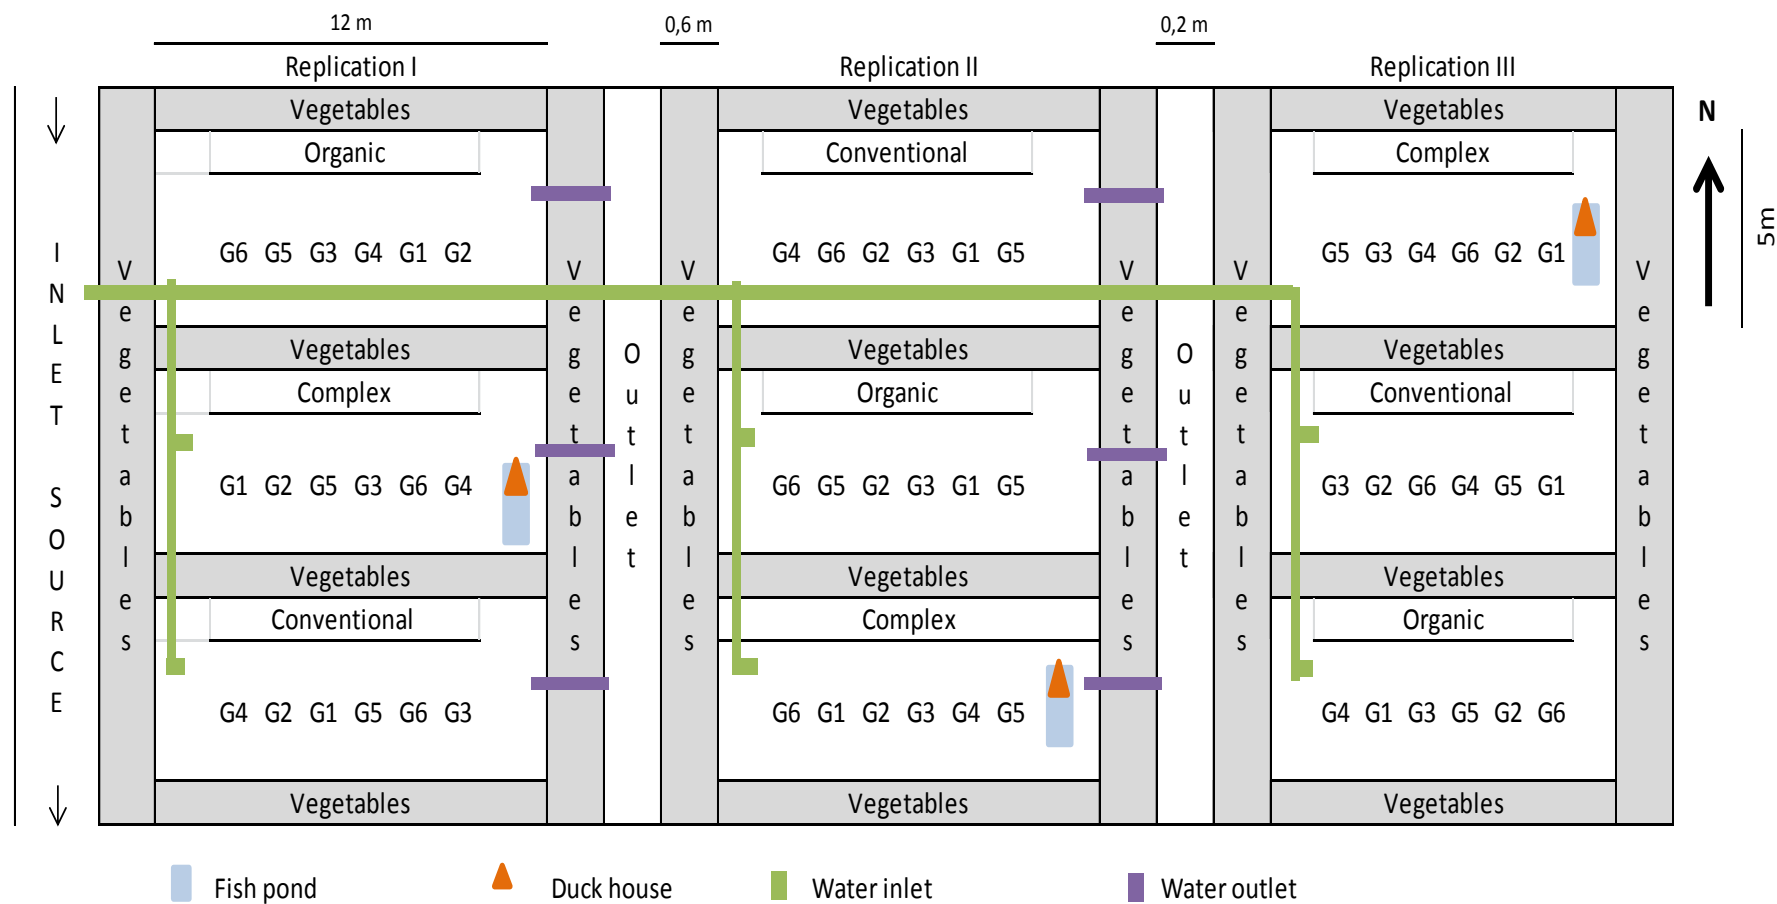 12 m
0,6 m
0,2 m
Replication I
Replication II
Replication III
Vegetables
Vegetables
Vegetables
N
Organic
Conventional
Complex
5m
G6 G5 G3 G4 G1 G2
G4 G6 G2 G3 G1 G5
G5 G3 G4 G6 G2 G1
INLET SOURCE
Vegetables
Vegetables
Outlet
Vegetables
Vegetables
Outlet
Vegetables
Vegetables
Vegetables
Vegetables
Vegetables
Complex
Organic
Conventional
G1 G2 G5 G3 G6 G4
G6 G5 G2 G3 G1 G5
G3 G2 G6 G4 G5 G1
Vegetables
Vegetables
Vegetables
Conventional
Complex
Organic
G4 G2 G1 G5 G6 G3
G6 G1 G2 G3 G4 G5
G4 G1 G3 G5 G2 G6
Vegetables
Vegetables
Vegetables
Fish pond
Duck house
Water inlet
Water outlet